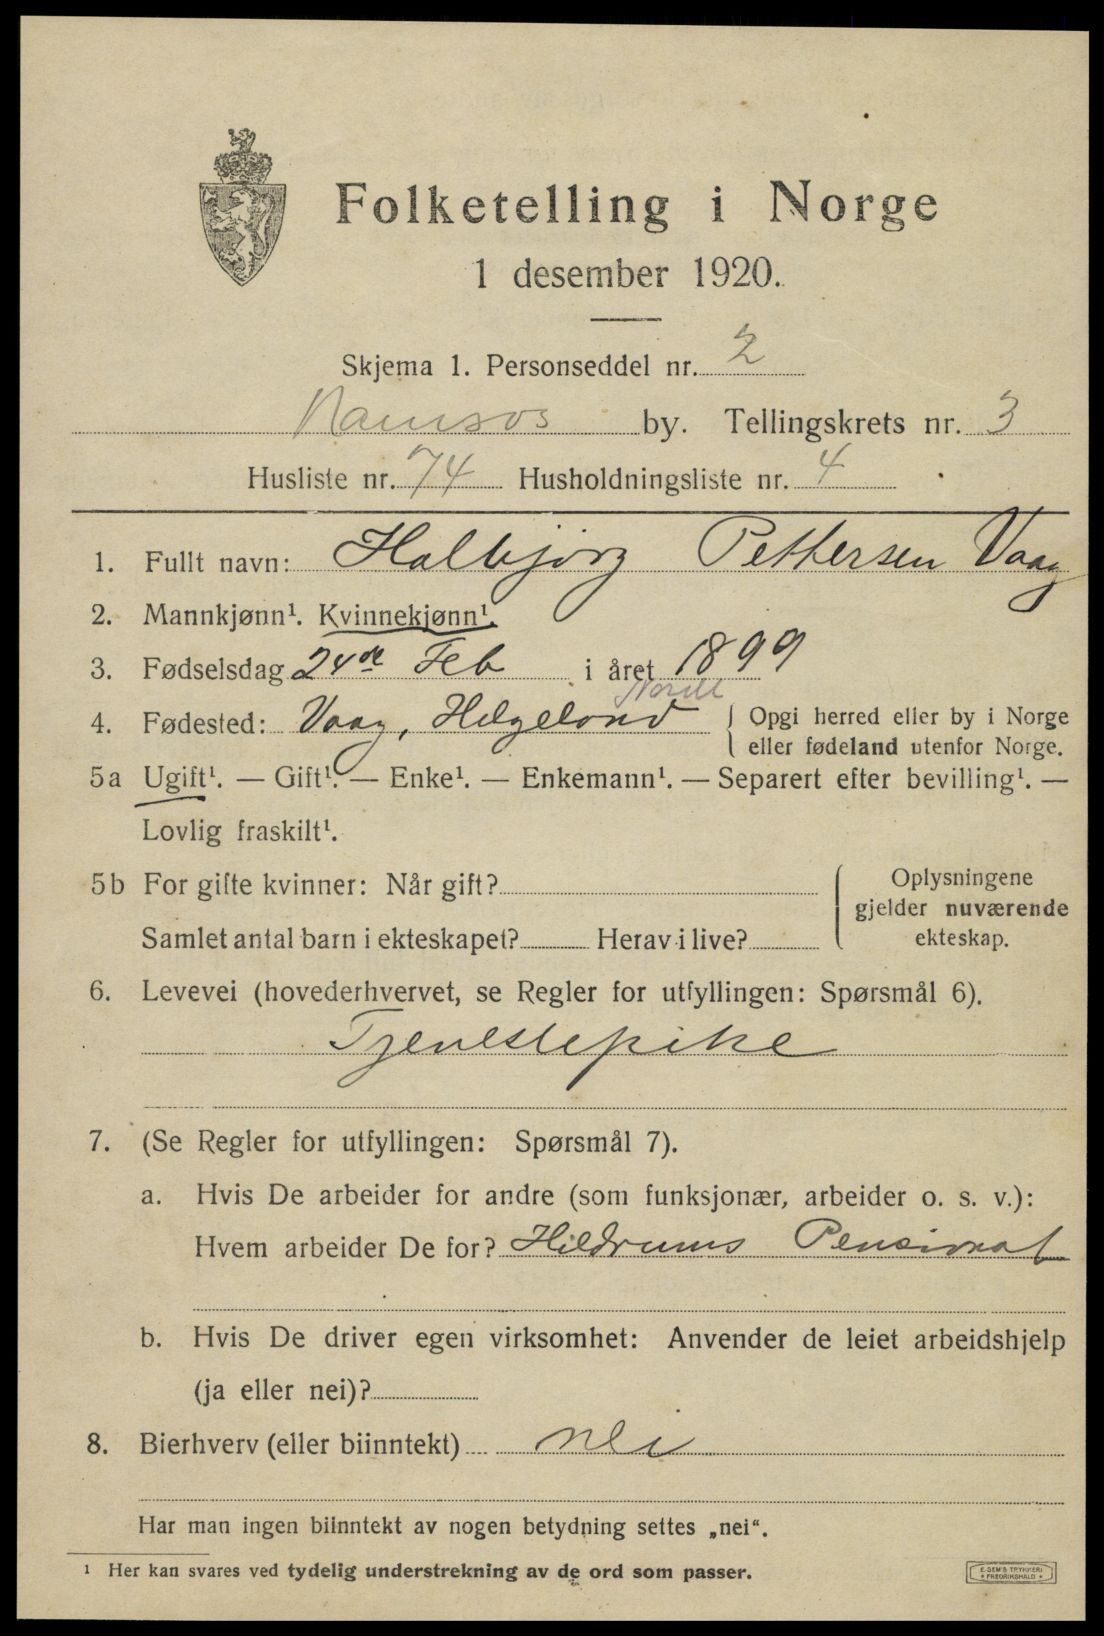 Folketelling i Norge
1 desember 1920.
Skjema 1. Personseddel nr. 2
Namsos by. Tellingskrets nr. 3
Husliste nr. 74 Husholdningsliste nr. 4
1. Fullt navn: Halbjörg Pethersen Vaag
2. Mannkjønn¹. Kvinnekjønn¹.
3. Fødselsdag 24de Feb i året 1899
4. Fødested: Vaag, Helgeland { Opgi herred eller by i Norge
eller fødeland utenfor Norge.
5a Ugift¹. — Gift¹. — Enke¹. — Enkemann¹. — Separert efter bevilling¹. —
Lovlig fraskilt¹.
5b For gifte kvinner: Når gift? { Oplysningene
gjelder nuværende
Samlet antal barn i ekteskapet? Herav i live? ekteskap.
6. Levevei (hovederhvervet, se Regler for utfyllingen: Spørsmål 6).
Tjenestepike
7. (Se Regler for utfyllingen: Spørsmål 7).
a. Hvis De arbeider for andre (som funksjonær, arbeider o. s. v.):
Hvem arbeider De for? Hildrums Pensionat
b. Hvis De driver egen virksomhet: Anvender de leiet arbeidshjelp
(ja eller nei)?
8. Bierhverv (eller biinntekt) nei
Har man ingen biinntekt av nogen betydning settes „nei“.
¹ Her kan svares ved tydelig understrekning av de ord som passer.
E. SEM'S TRYKKERI
* FREDRIKSHALD *